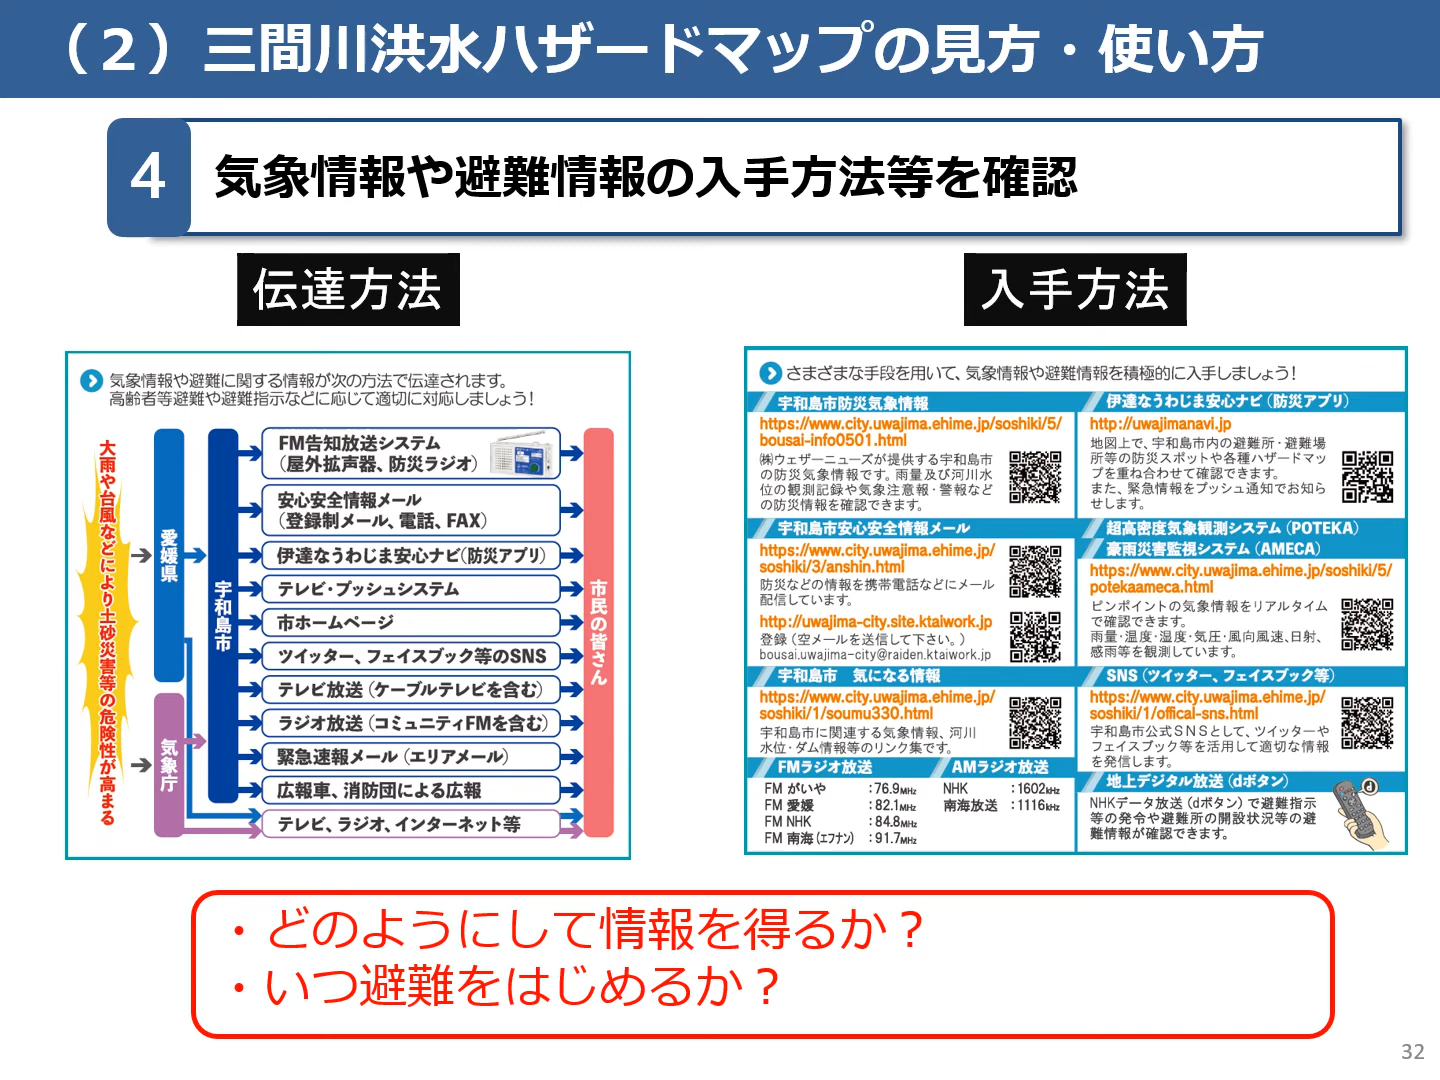 （２）三間川洪水ハザードマップの見方・使い方
4
気象情報や避難情報の入手方法等を確認
伝達方法
気象情報や避難に関する情報が次の方法で伝達されます。
高齢者等避難や避難指示などに応じて適切に対応しましょう！
大雨や台風などにより土砂災害等の危険性が高まる
愛媛県
気象庁
宇和島市
FM告知放送システム
（屋外拡声器、防災ラジオ）
安心安全情報メール
（登録制メール、電話、FAX）
伊達なうわじま安心ナビ（防災アプリ）
テレビ・プッシュシステム
市ホームページ
ツイッター、フェイスブック等のSNS
テレビ放送（ケーブルテレビを含む）
ラジオ放送（コミュニティFMを含む）
緊急速報メール（エリアメール）
広報車、消防団による広報
テレビ、ラジオ、インターネット等
市民の皆さん
入手方法
さまざまな手段を用いて、気象情報や避難情報を積極的に入手しましょう！
宇和島市防災気象情報
https://www.city.uwajima.ehime.jp/soshiki/5/
bousai-info0501.html
㈱ウェザーニューズが提供する宇和島市
の防災気象情報です。雨量及び河川水
位の観測記録や気象注意報・警報など
の防災情報を確認できます。
宇和島市安心安全情報メール
https://www.city.uwajima.ehime.jp/
soshiki/3/anshin.html
防災などの情報を携帯電話などにメール
配信しています。
http://uwajima-city.site.ktaiwork.jp
登録（空メールを送信して下さい。）
bousai.uwajima-city@raiden.ktaiwork.jp
宇和島市　気になる情報
https://www.city.uwajima.ehime.jp/
soshiki/1/soumu330.html
宇和島市に関連する気象情報、河川
水位・ダム情報等のリンク集です。
FMラジオ放送
FM がいや ：76.9MHz
FM 愛媛 ：82.1MHz
FM NHK ：84.8MHz
FM 南海（エフナン） ：91.7MHz
AMラジオ放送
NHK ：1602kHz
南海放送 ：1116kHz
伊達なうわじま安心ナビ（防災アプリ）
http://uwajimanavi.jp
地図上で、宇和島市内の避難所・避難場
所等の防災スポットや各種ハザードマッ
プを重ね合わせて確認できます。
また、緊急情報をプッシュ通知でお知ら
せします。
超高密度気象観測システム（POTEKA）
豪雨災害監視システム（AMECA）
https://www.city.uwajima.ehime.jp/soshiki/5/
potekaameca.html
ピンポイントの気象情報をリアルタイム
で確認できます。
雨量・温度・湿度・気圧・風向風速、日射、
感雨等を観測しています。
SNS（ツイッター、フェイスブック等）
https://www.city.uwajima.ehime.jp/
soshiki/1/offical-sns.html
宇和島市公式ＳＮＳとして、ツイッターや
フェイスブック等を活用して適切な情報
を発信します。
地上デジタル放送（dボタン）
NHKデータ放送（dボタン）で避難指示
等の発令や避難所の開設状況等の避
難情報が確認できます。
d
・どのようにして情報を得るか？
・いつ避難をはじめるか？
32